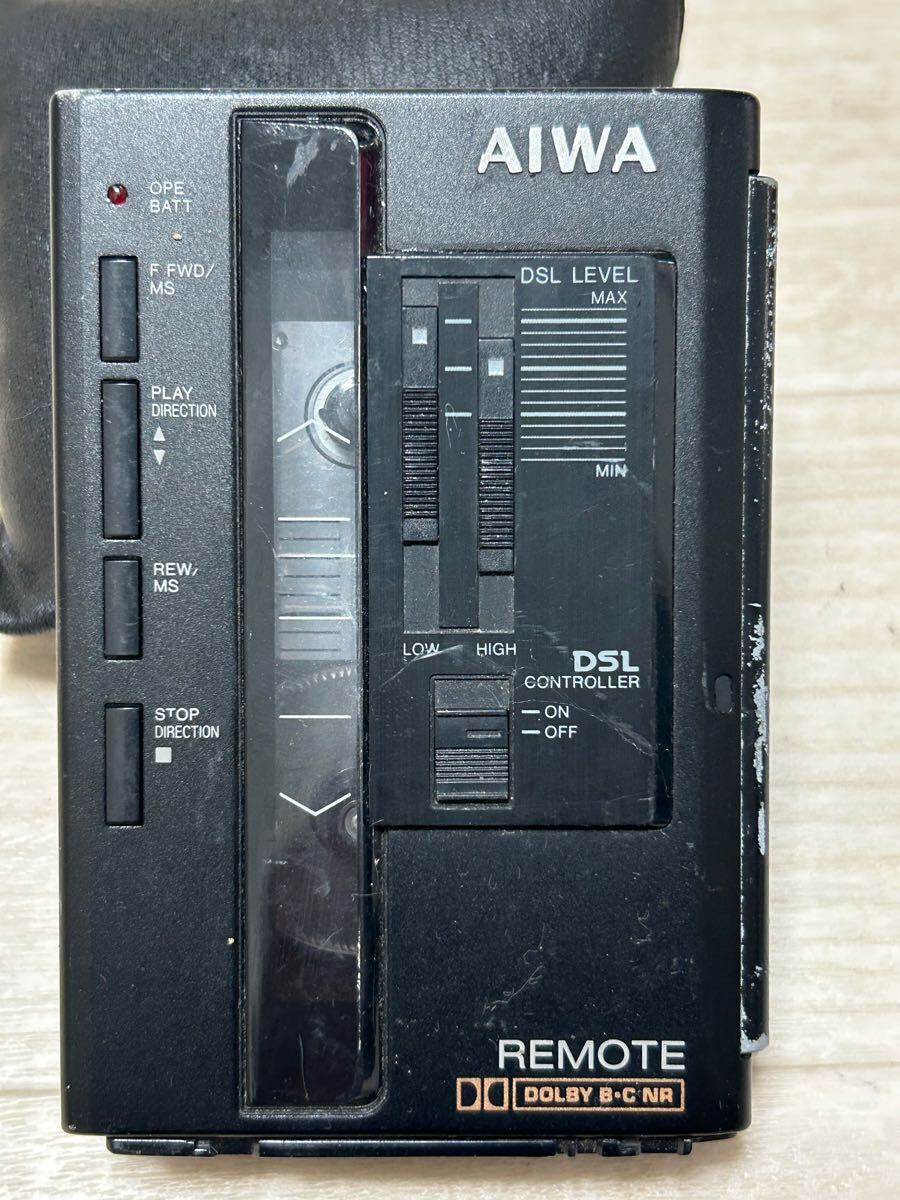 AIWA
OPE
BATT
F FWD/
MS
PLAY
DIRECTION
REW/
MS
STOP
DIRECTION
DSL LEVEL
MAX
MIN
LOW HIGH
DSL
CONTROLLER
ON
OFF
REMOTE
DOLBY B•C NR